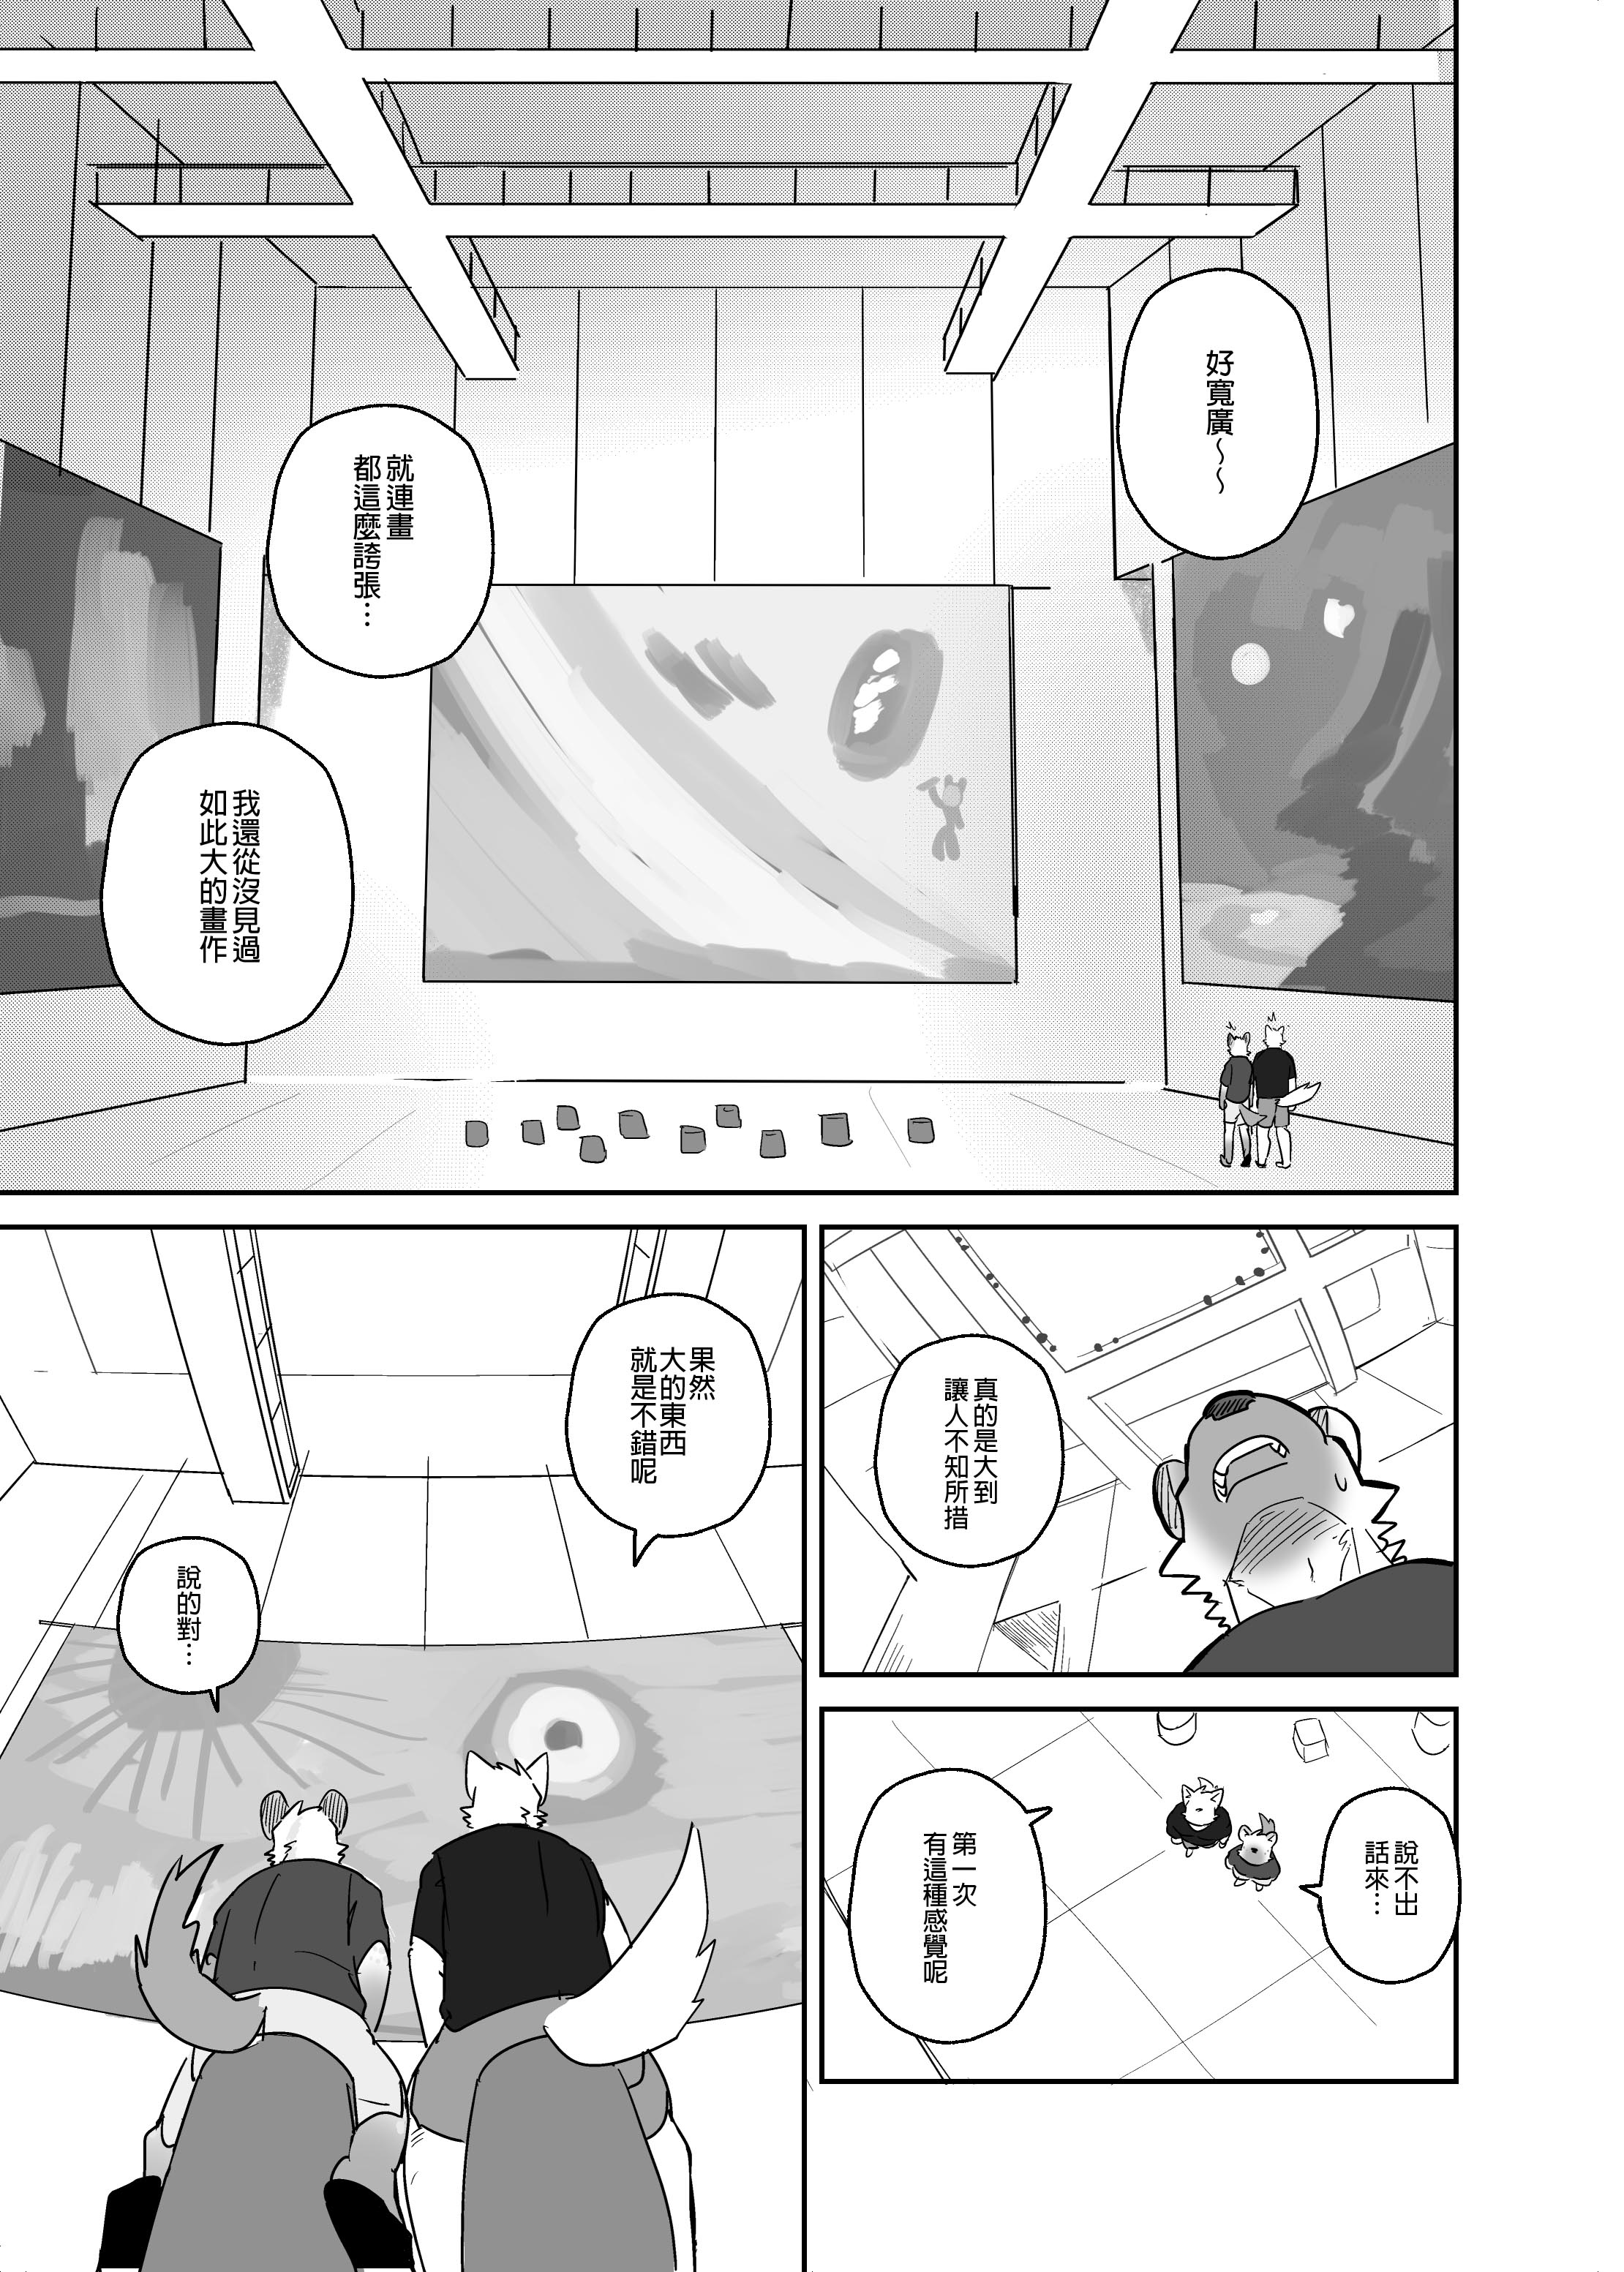 好寬廣～～
就連畫
都這麼誇張…
我還從沒見過
如此大的畫作
真的是大到
讓人不知所措
說不出
話來…
第一次
有這種感覺呢
果然
大的東西
就是不錯呢
說的對…